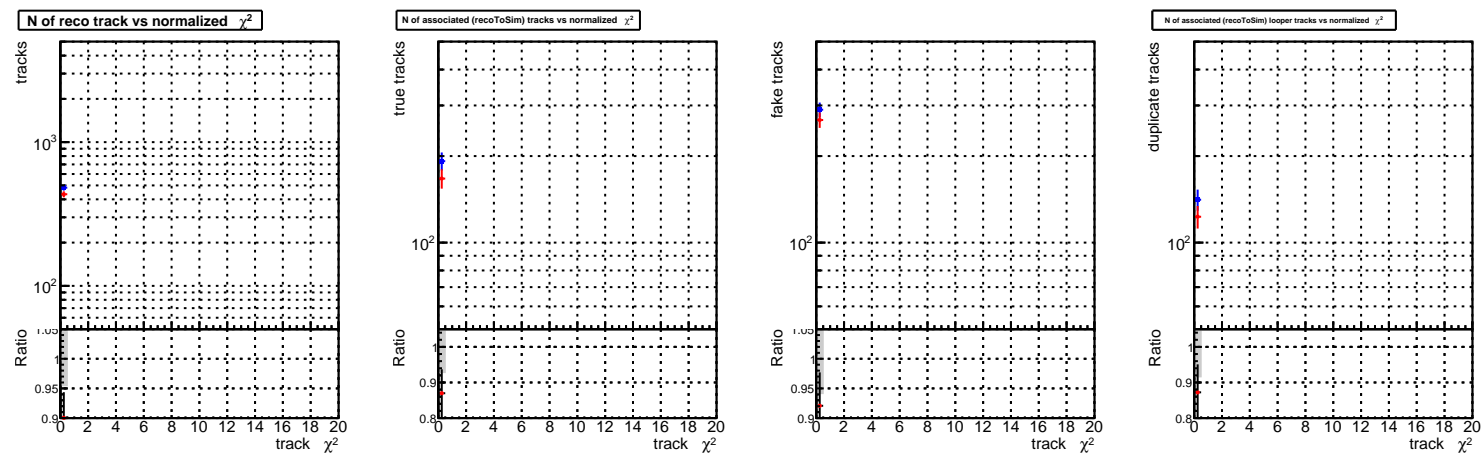 N of reco track vs normalized χ²
tracks
10³
10²
Ratio
1.05
1
0.95
0.9
0 2 4 6 8 10 12 14 16 18 20
track χ²
N of associated (recoToSim) tracks vs normalized χ²
true tracks
10²
Ratio
1
0.9
0.8
0 2 4 6 8 10 12 14 16 18 20
track χ²
fake tracks
10²
Ratio
1.05
1
0.95
0.9
0 2 4 6 8 10 12 14 16 18 20
track χ²
N of associated (recoToSim) looper tracks vs normalized χ²
duplicate tracks
10²
Ratio
1
0.9
0.8
0 2 4 6 8 10 12 14 16 18 20
track χ²